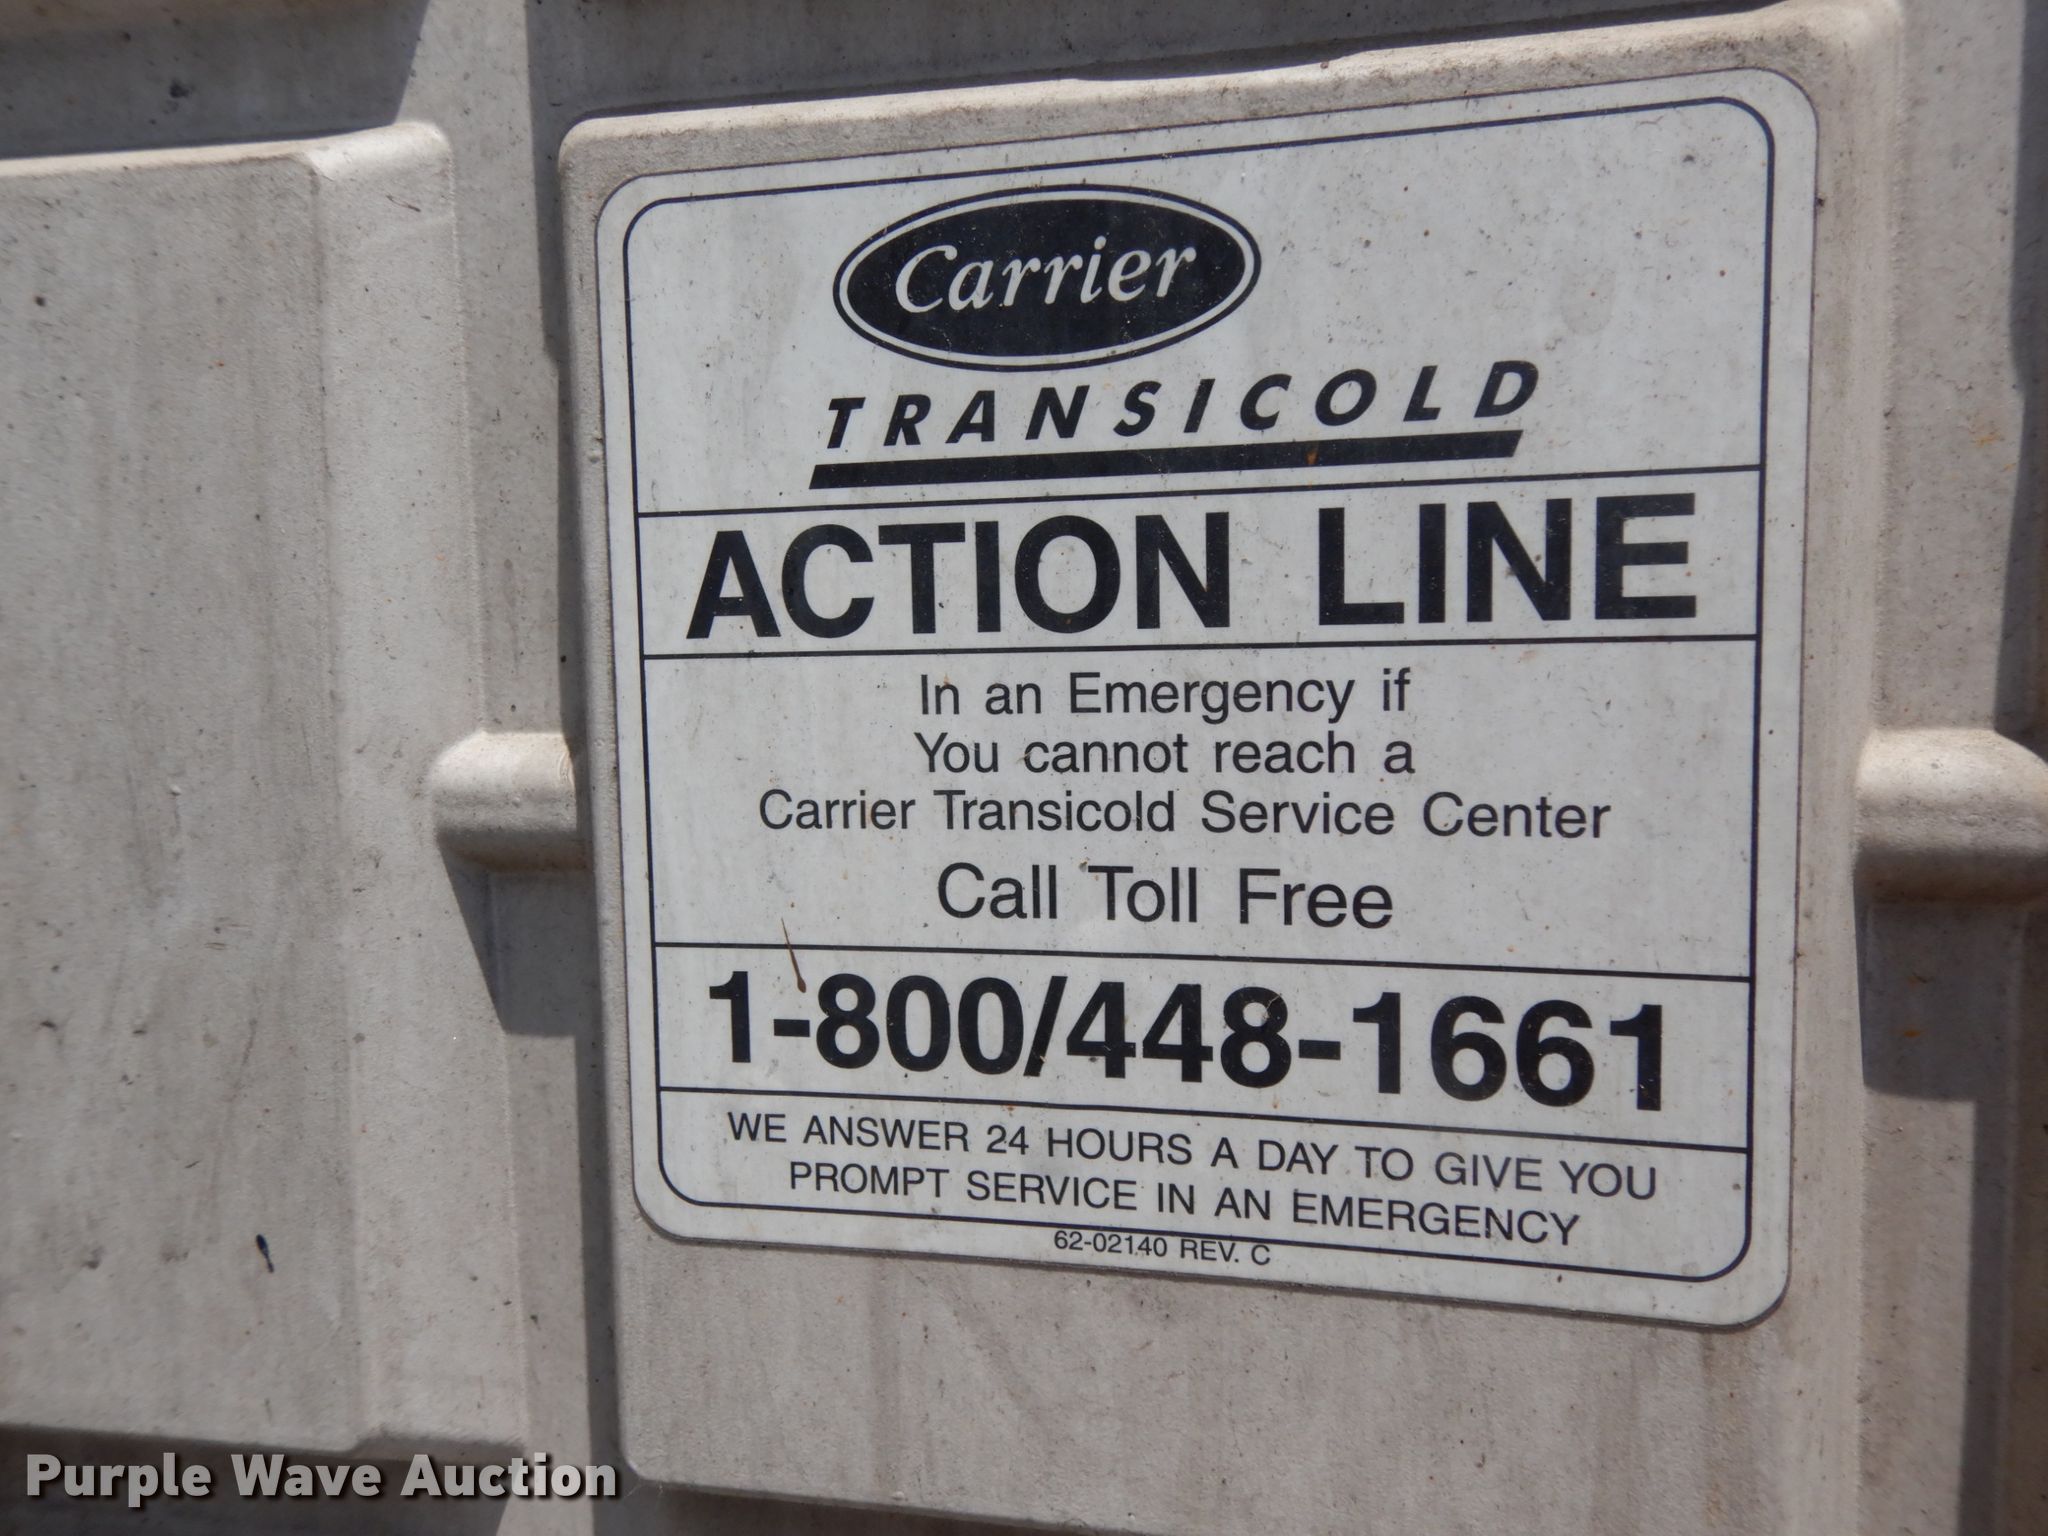 Carrier
TRANSICOLD
ACTION LINE
In an Emergency if
You cannot reach a
Carrier Transicold Service Center
Call Toll Free
1-800/448-1661
WE ANSWER 24 HOURS A DAY TO GIVE YOU
PROMPT SERVICE IN AN EMERGENCY
62-02140 REV. C
Purple Wave Auction